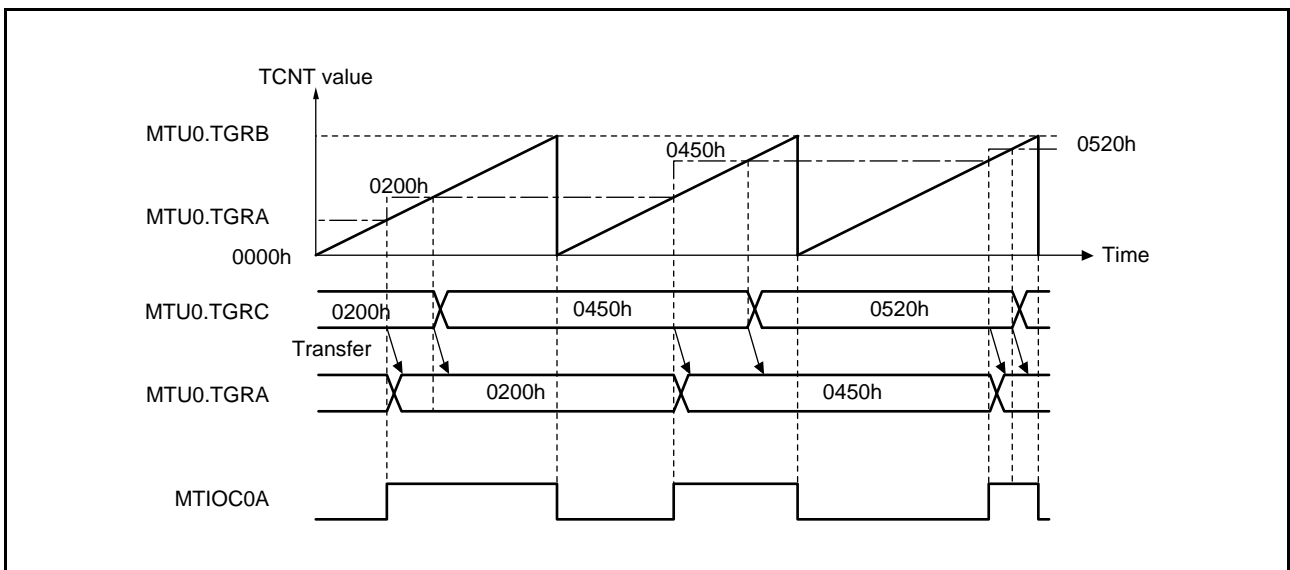 TCNT value
MTU0.TGRB
0450h
0520h
0200h
MTU0.TGRA
0000h
Time
MTU0.TGRC
0200h
0450h
0520h
Transfer
MTU0.TGRA
0200h
0450h
MTIOC0A